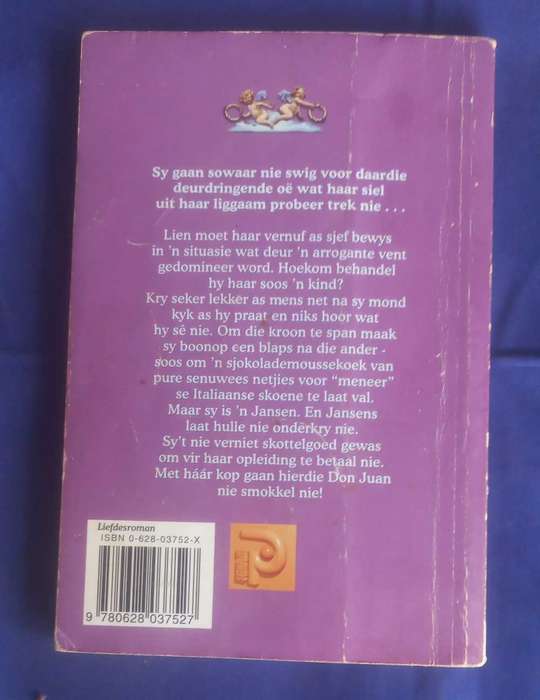 Sy gaan sowaar nie swig voor daardie
deurdringende oë wat haar siel
uit haar liggaam probeer trek nie . . .
Lien moet haar vernuf as sjef bewys
in 'n situasie wat deur 'n arrogante vent
gedomineer word. Hoekom behandel
hy haar soos 'n kind?
Kry seker lekker as mens net na sy mond
kyk as hy praat en niks hoor wat
hy sê nie. Om die kroon te span maak
sy boonop een blaps na die ander -
soos om 'n sjokolademoussekoek van
pure senuwees netjies voor "meneer"
se Italiaanse skoene te laat val.
Maar sy is 'n Jansen. En Jansens
laat hulle nie onderkry nie.
Sy't nie verniet skottelgoed gewas
om vir haar opleiding te betaal nie.
Met háár kop gaan hierdie Don Juan
nie smokkel nie!
Liefdesroman
ISBN 0-628-03752-X
9 780628 037527